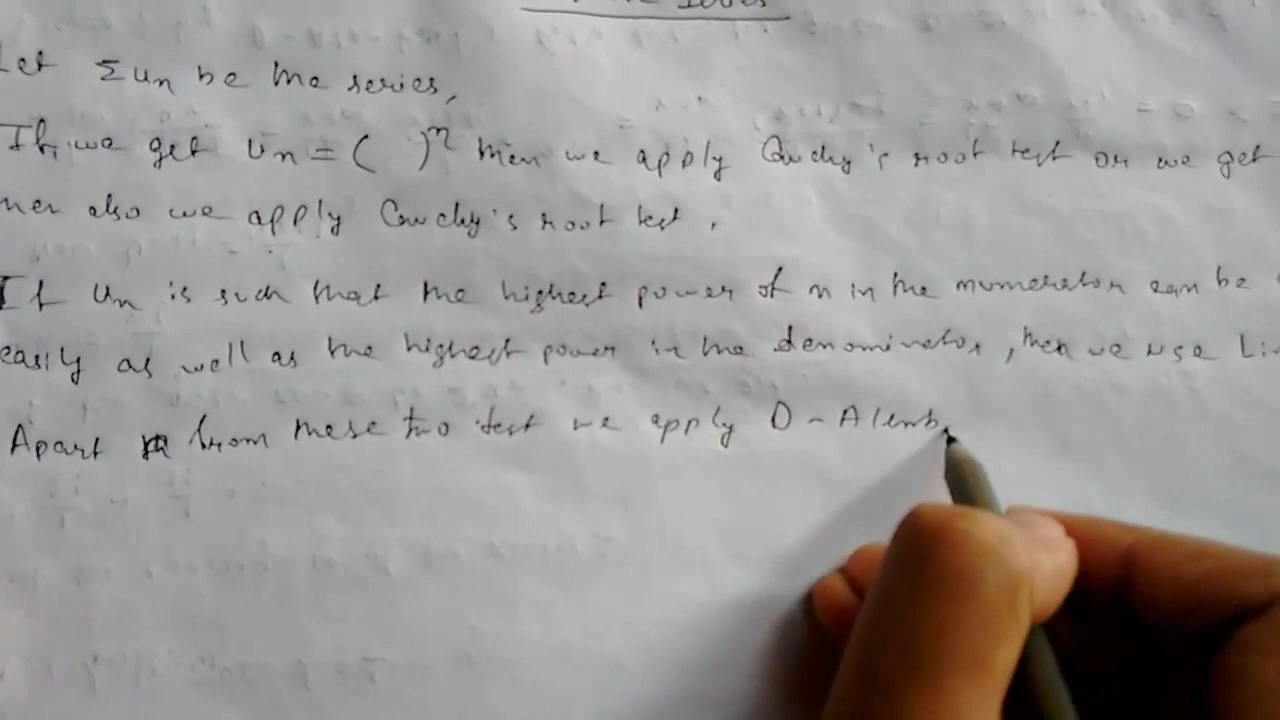 Let Σun be the series,
If, we get Un = ( )^n then we apply Cauchy's root test or we get
then also we apply Cauchy's root test.
If Un is such that the highest power of n in the numerator can be
easily as well as the highest power in the denominator, then we use Li
Apart from these two test we apply D-Alemb